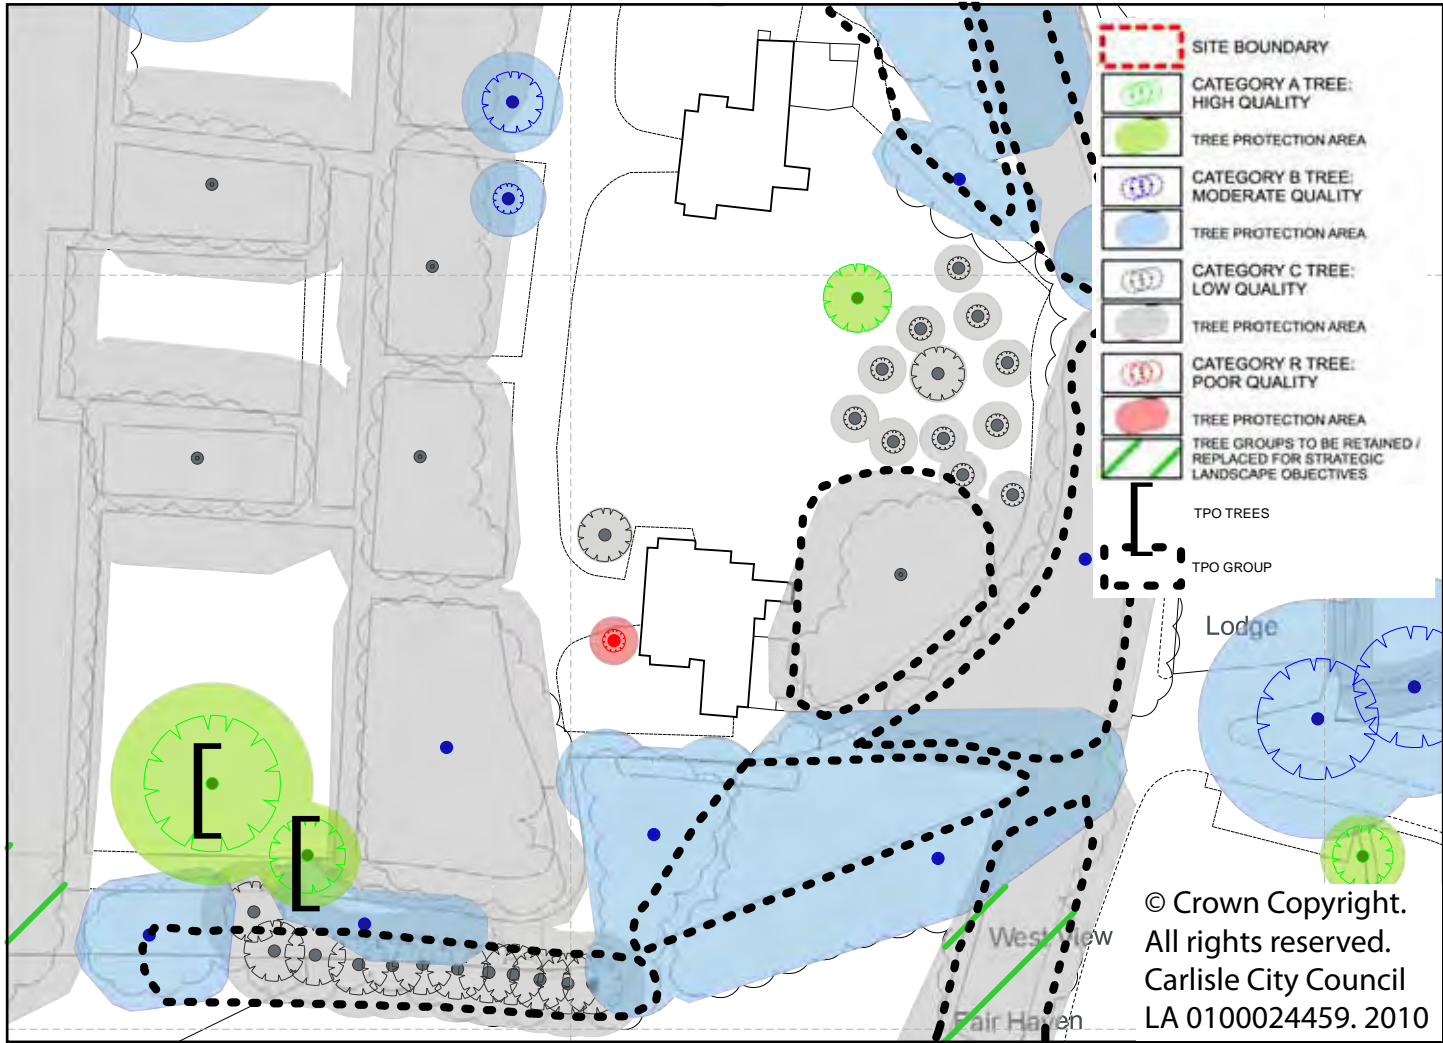 SITE BOUNDARY
CATEGORY A TREE:
HIGH QUALITY
TREE PROTECTION AREA
CATEGORY B TREE:
MODERATE QUALITY
TREE PROTECTION AREA
CATEGORY C TREE:
LOW QUALITY
TREE PROTECTION AREA
CATEGORY R TREE:
POOR QUALITY
TREE PROTECTION AREA
TREE GROUPS TO BE RETAINED /
REPLACED FOR STRATEGIC
LANDSCAPE OBJECTIVES
TPO TREES
TPO GROUP
Lodge
West View
Fair Haven
© Crown Copyright.
All rights reserved.
Carlisle City Council
LA 0100024459. 2010